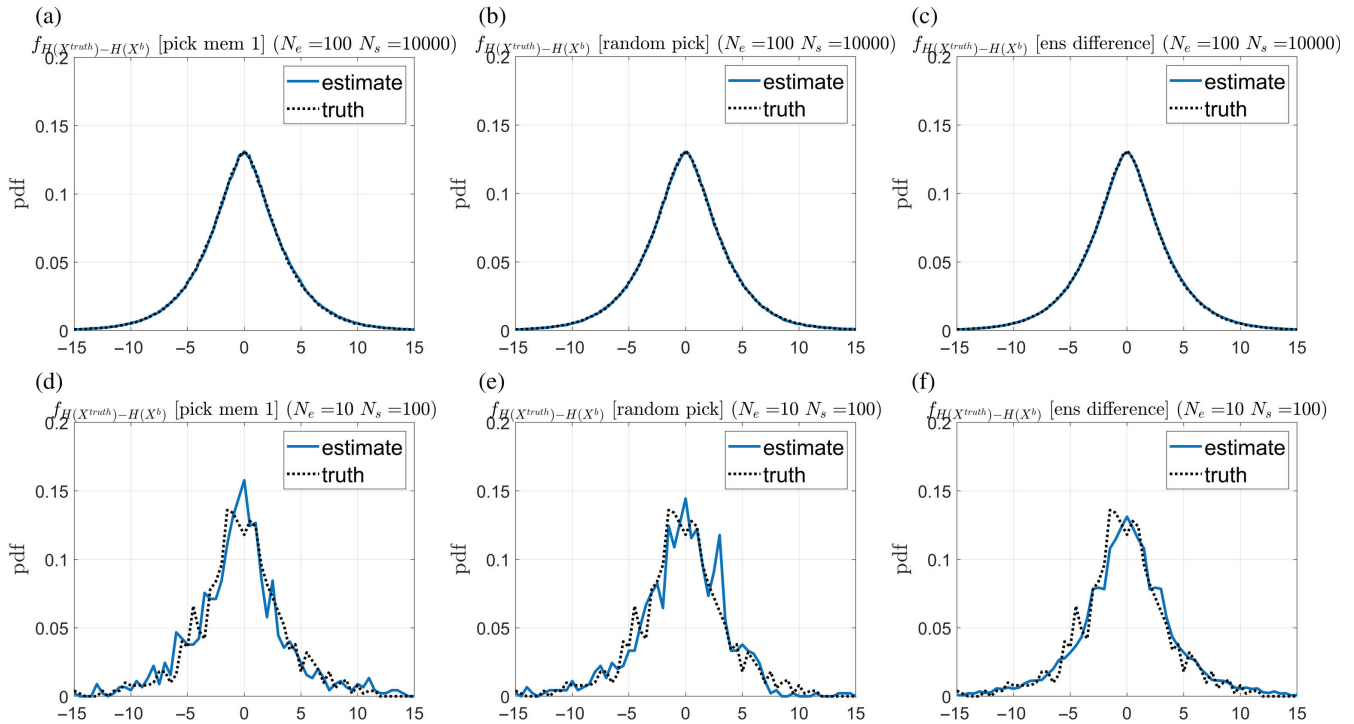 (a)
f_{H(X^{truth})−H(X^b)} [pick mem 1] (N_e =100 N_s =10000)
0.2
0.15
0.1
0.05
0
pdf
estimate
truth
−15 −10 −5 0 5 10 15
(b)
f_{H(X^{truth})−H(X^b)} [random pick] (N_e =100 N_s =10000)
0.2
0.15
0.1
0.05
0
pdf
estimate
truth
−15 −10 −5 0 5 10 15
(c)
f_{H(X^{truth})−H(X^b)} [ens difference] (N_e =100 N_s =10000)
0.2
0.15
0.1
0.05
0
pdf
estimate
truth
−15 −10 −5 0 5 10 15
(d)
f_{H(X^{truth})−H(X^b)} [pick mem 1] (N_e =10 N_s =100)
0.2
0.15
0.1
0.05
0
pdf
estimate
truth
−15 −10 −5 0 5 10 15
(e)
f_{H(X^{truth})−H(X^b)} [random pick] (N_e =10 N_s =100)
0.2
0.15
0.1
0.05
0
pdf
estimate
truth
−15 −10 −5 0 5 10 15
(f)
f_{H(X^{truth})−H(X^b)} [ens difference] (N_e =10 N_s =100)
0.2
0.15
0.1
0.05
0
pdf
estimate
truth
−15 −10 −5 0 5 10 15